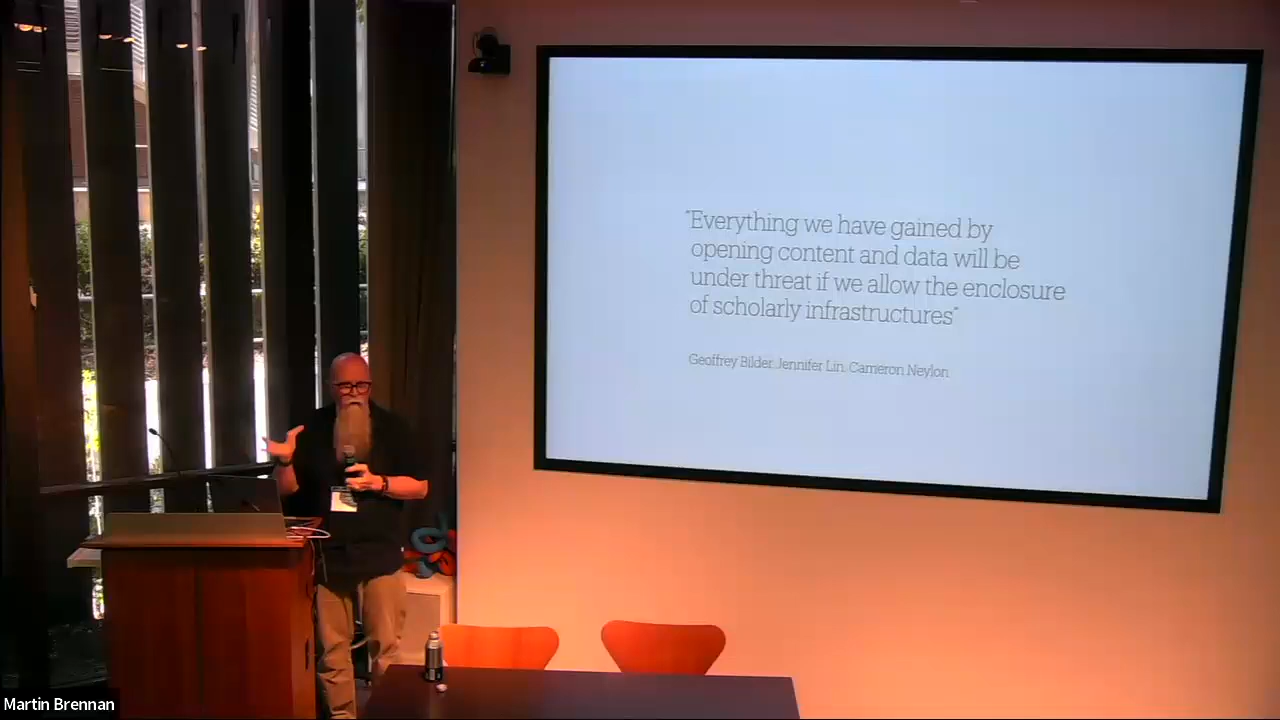 "Everything we have gained by
opening content and data will be
under threat if we allow the enclosure
of scholarly infrastructures"
Geoffrey Bilder, Jennifer Lin, Cameron Neylon
Martin Brennan